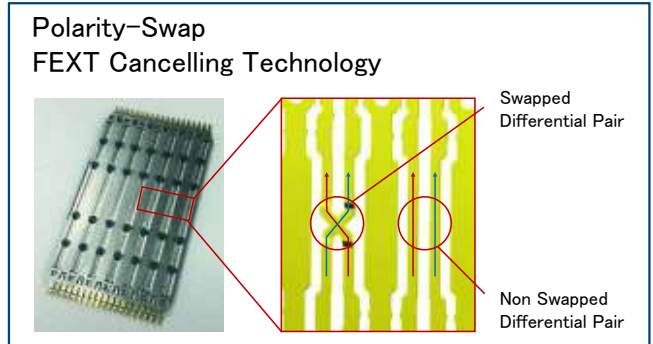 Polarity-Swap
FEXT Cancelling Technology
Swapped
Differential Pair
Non Swapped
Differential Pair